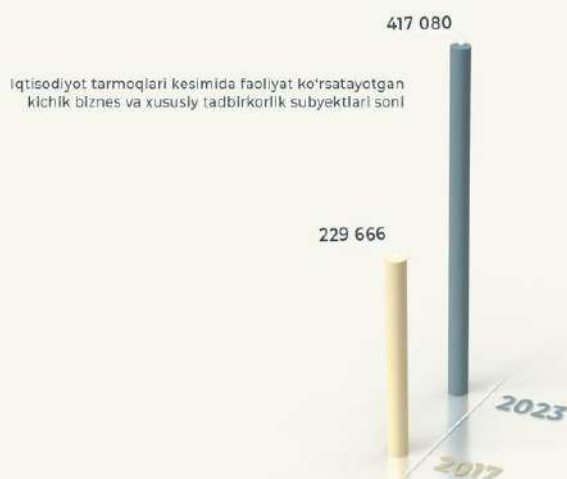 417 080
Iqtisodiyot tarmoqlari kesimida faoliyat ko‘rsatayotgan
kichik biznes va xususiy tadbirkorlik subyektlari soni
229 666
2023
2017